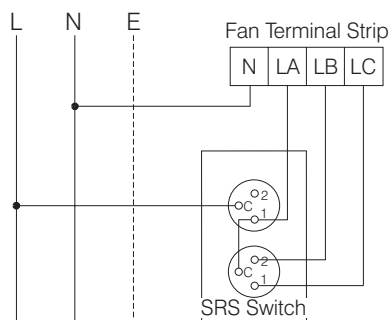 L N E
Fan Terminal Strip
N LA LB LC
2
C
1
2
C
1
SRS Switch